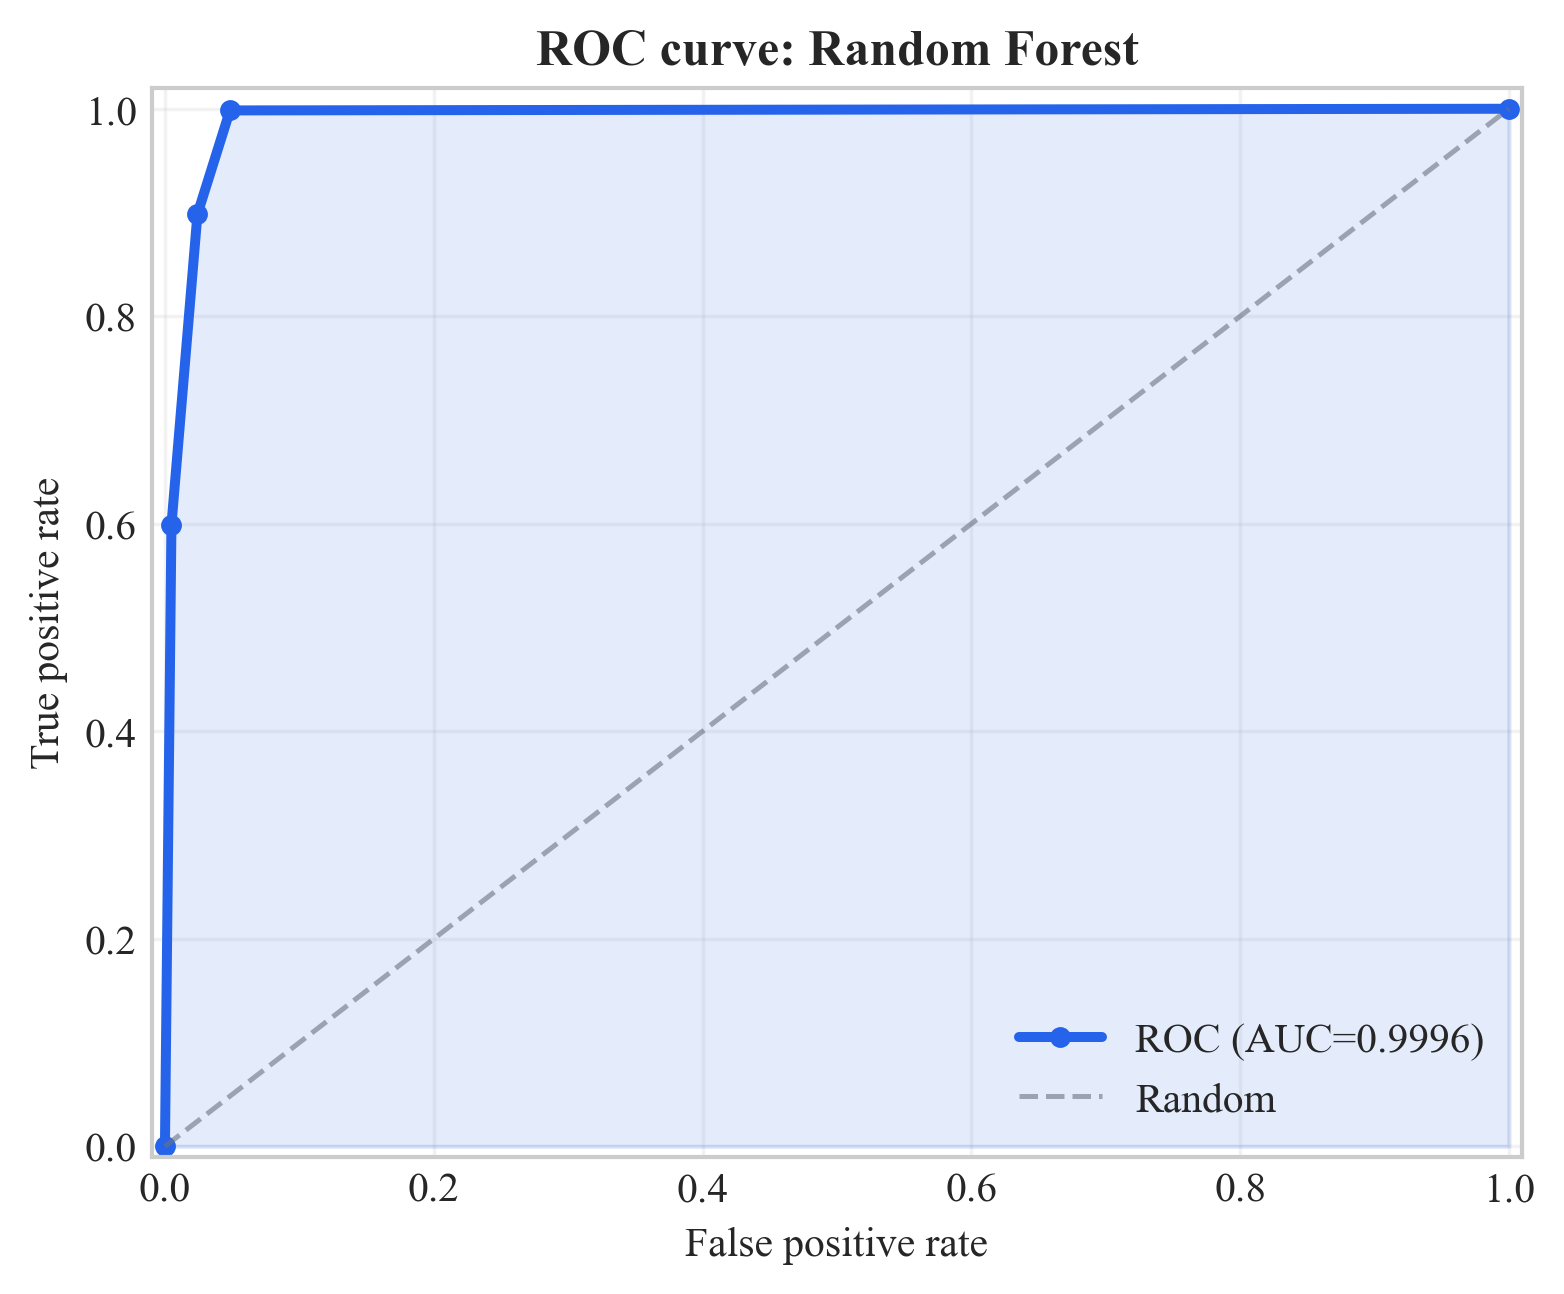 ROC curve: Random Forest
1.0
0.8
0.6
0.4
0.2
0.0
True positive rate
0.0 0.2 0.4 0.6 0.8 1.0
False positive rate
ROC (AUC=0.9996)
Random